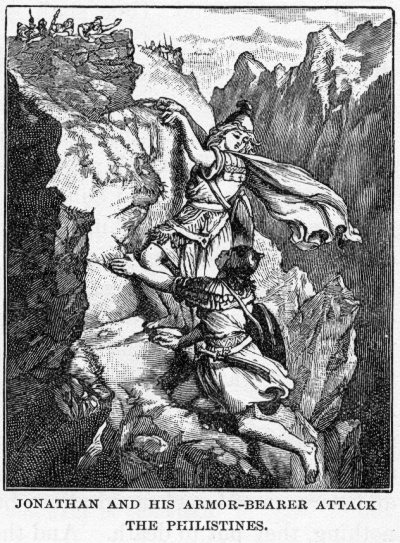 JONATHAN AND HIS ARMOR-BEARER ATTACK
THE PHILISTINES.